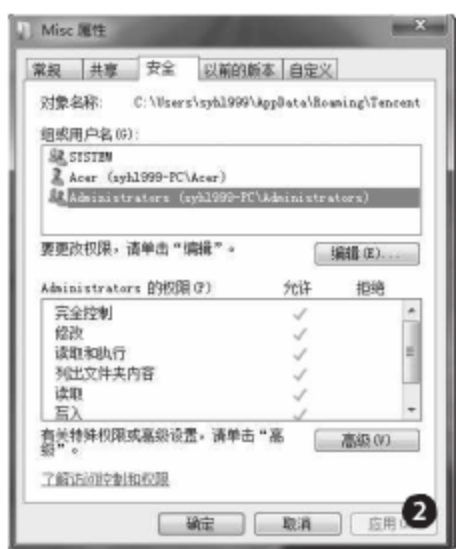 Misc 属性
常规 共享 安全 以前的版本 自定义
对象名称: C:\Users\syhl999\AppData\Roaming\Tencent
组或用户名(G):
SYSTEM
Acer (syhl999-PC\Acer)
Administrators (syhl999-PC\Administrators)
要更改权限，请单击“编辑”。 编辑(E)...
Administrators 的权限(P) 允许 拒绝
完全控制
修改
读取和执行
列出文件夹内容
读取
写入
有关特殊权限或高级设置，请单击“高 高级(V)
级”。
了解访问控制和权限
确定 取消 应用
2